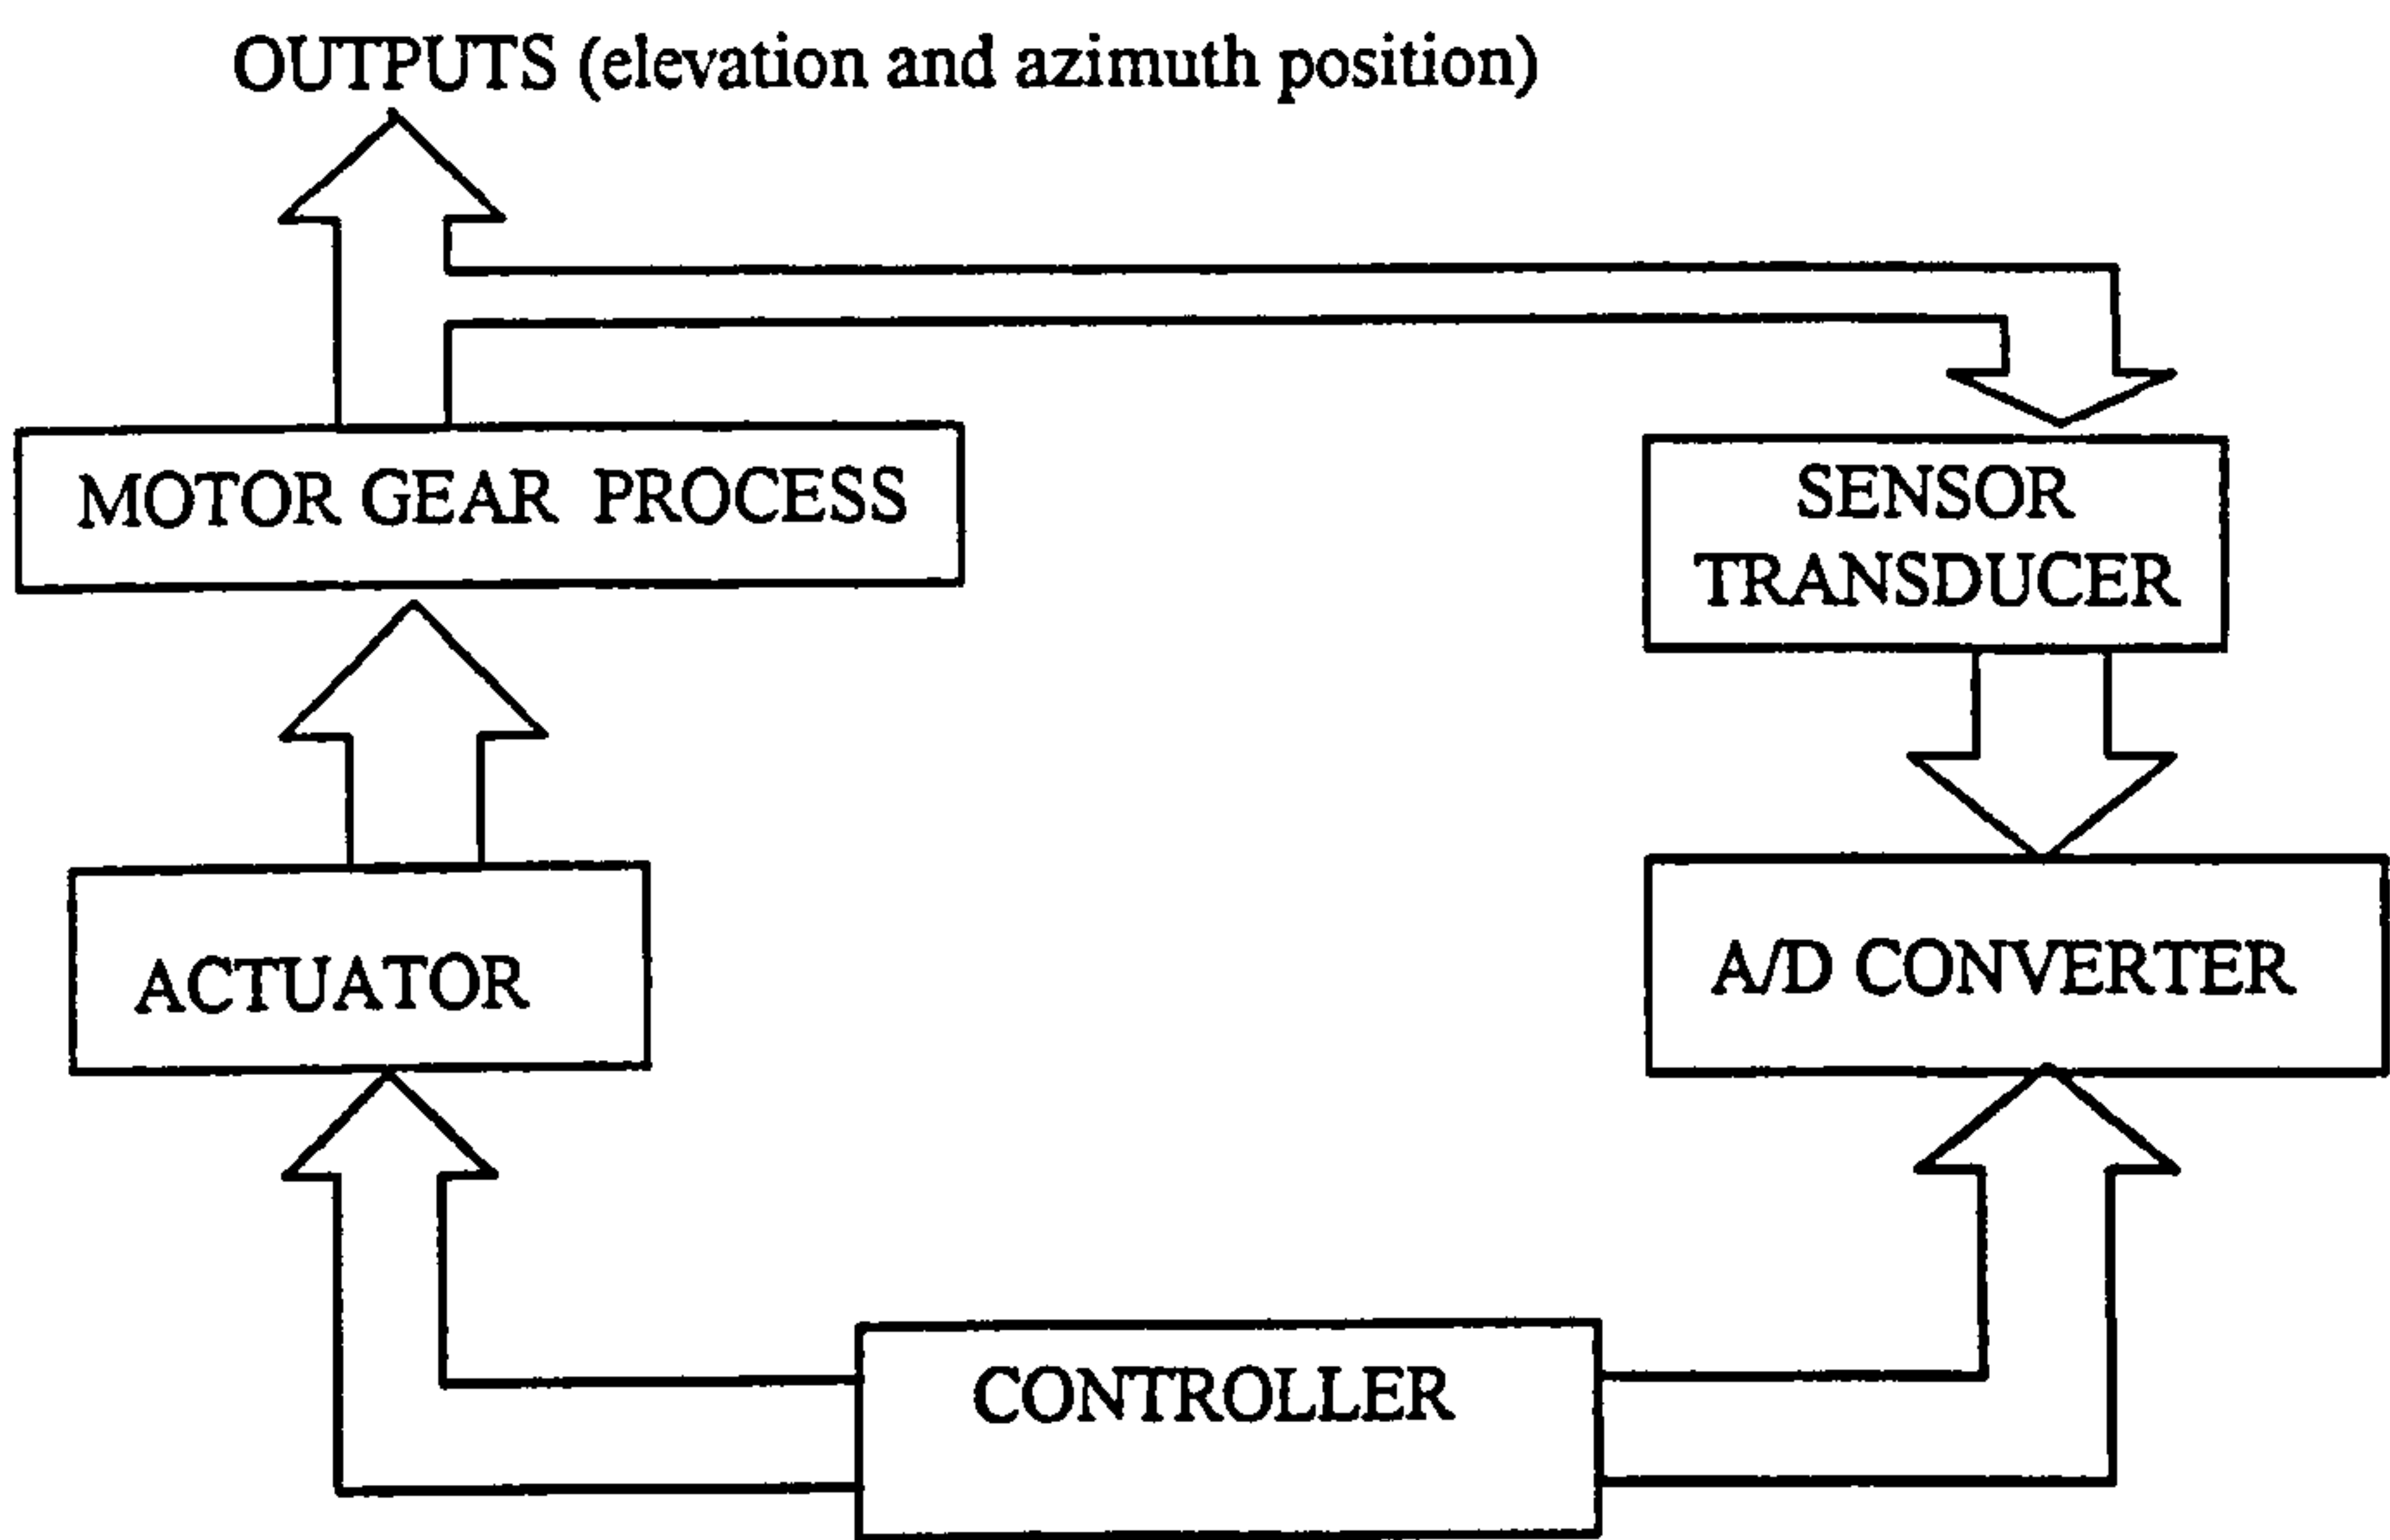 OUTPUTS (elevation and azimuth position)
MOTOR GEAR PROCESS
SENSOR
TRANSDUCER
ACTUATOR
A/D CONVERTER
CONTROLLER